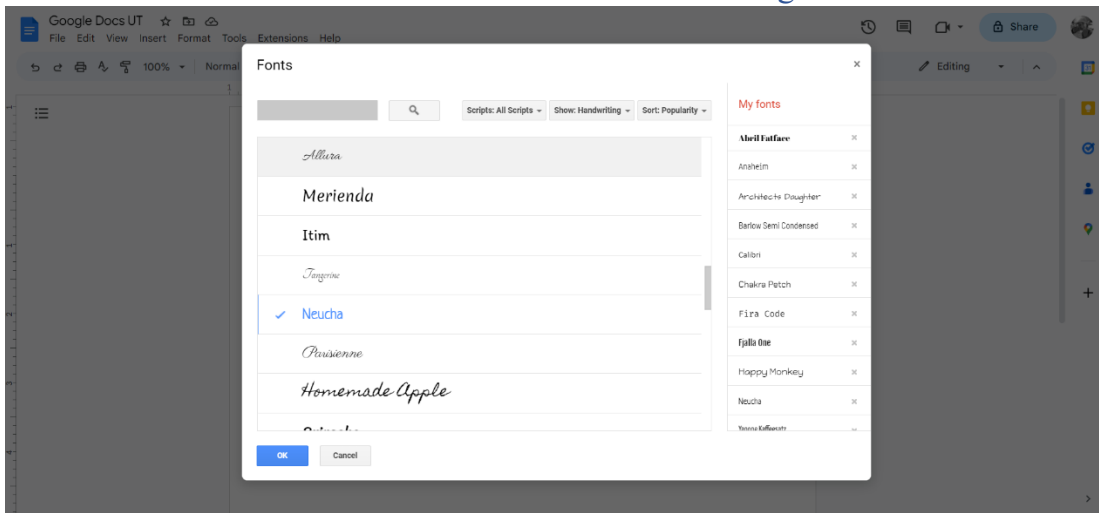 Google Docs UT
File Edit View Insert Format Tools Extensions Help
Share
100% Normal
Editing
Fonts
Scripts: All Scripts Show: Handwriting Sort: Popularity
My fonts
Allura
Merienda
Itim
Tangerine
Neucha
Parisienne
Homemade Apple
Abril Fatface
Anaheim
Architects Daughter
Barlow Semi Condensed
Calibri
Chakra Petch
Fira Code
Fjalla One
Happy Monkey
Neucha
OK Cancel